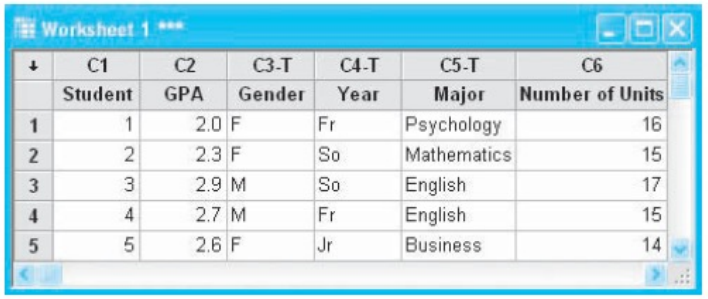 Worksheet 1 ***
↓ C1 C2 C3-T C4-T C5-T C6
Student GPA Gender Year Major Number of Units
1 1 2.0 F Fr Psychology 16
2 2 2.3 F So Mathematics 15
3 3 2.9 M So English 17
4 4 2.7 M Fr English 15
5 5 2.6 F Jr Business 14